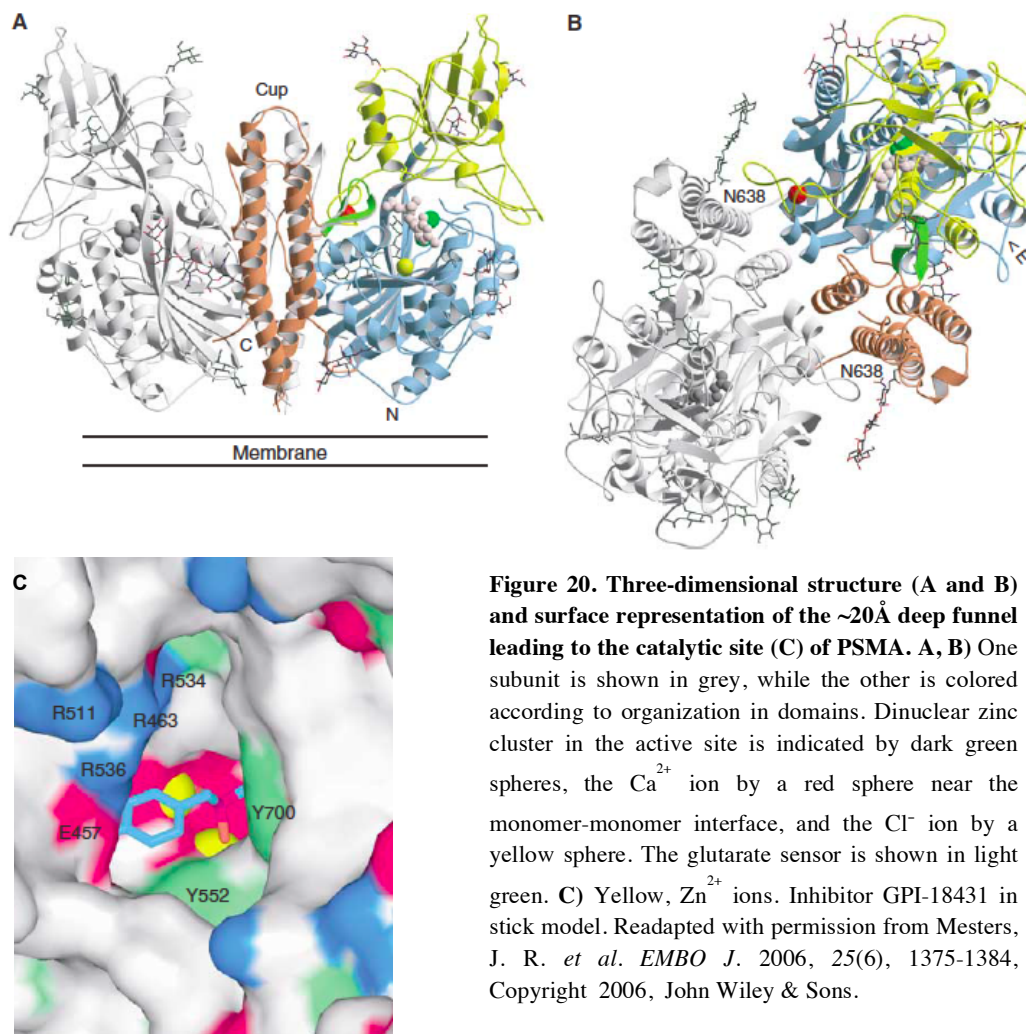 A
Cup
C
N
Membrane
B
N638
N638
C
R534
R511
R463
R536
E457
Y700
Y552
Figure 20. Three-dimensional structure (A and B)
and surface representation of the ~20Å deep funnel
leading to the catalytic site (C) of PSMA. A, B) One
subunit is shown in grey, while the other is colored
according to organization in domains. Dinuclear zinc
cluster in the active site is indicated by dark green
spheres, the Ca²⁺ ion by a red sphere near the
monomer-monomer interface, and the Cl⁻ ion by a
yellow sphere. The glutarate sensor is shown in light
green. C) Yellow, Zn²⁺ ions. Inhibitor GPI-18431 in
stick model. Readapted with permission from Mesters,
J. R. et al. EMBO J. 2006, 25(6), 1375-1384,
Copyright 2006, John Wiley & Sons.